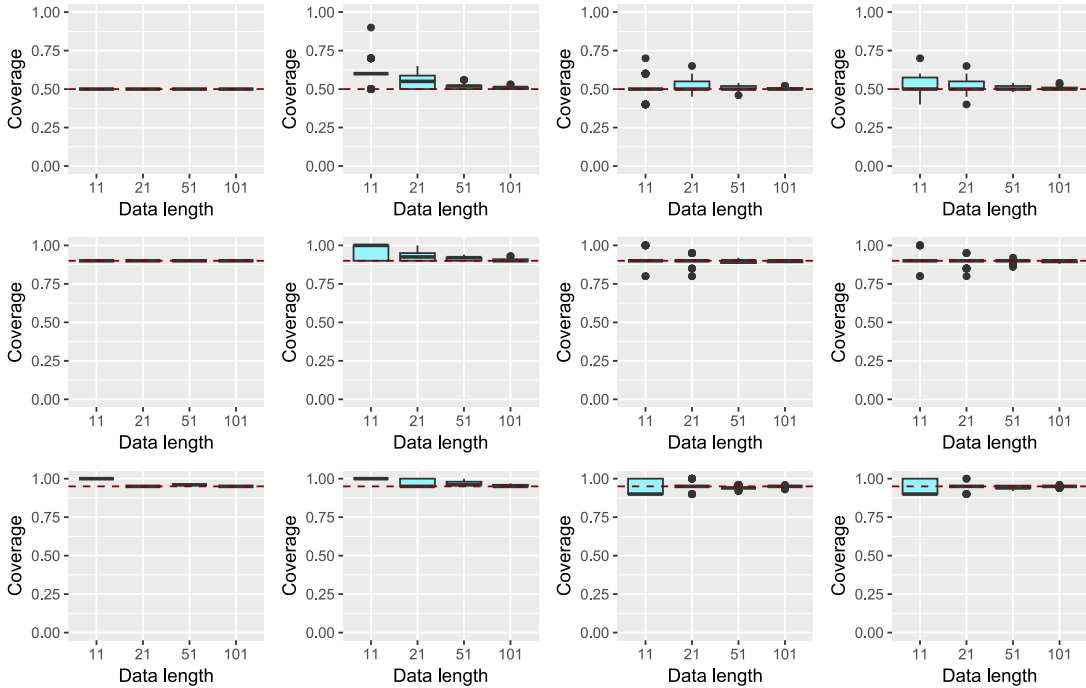 1.00 1.00 1.00 1.00
0.75 0.75 0.75 0.75
Coverage Coverage Coverage Coverage
0.50 0.50 0.50 0.50
0.25 0.25 0.25 0.25
0.00 0.00 0.00 0.00
11 21 51 101 11 21 51 101 11 21 51 101 11 21 51 101
Data length Data length Data length Data length
1.00 1.00 1.00 1.00
0.75 0.75 0.75 0.75
Coverage Coverage Coverage Coverage
0.50 0.50 0.50 0.50
0.25 0.25 0.25 0.25
0.00 0.00 0.00 0.00
11 21 51 101 11 21 51 101 11 21 51 101 11 21 51 101
Data length Data length Data length Data length
1.00 1.00 1.00 1.00
0.75 0.75 0.75 0.75
Coverage Coverage Coverage Coverage
0.50 0.50 0.50 0.50
0.25 0.25 0.25 0.25
0.00 0.00 0.00 0.00
11 21 51 101 11 21 51 101 11 21 51 101 11 21 51 101
Data length Data length Data length Data length